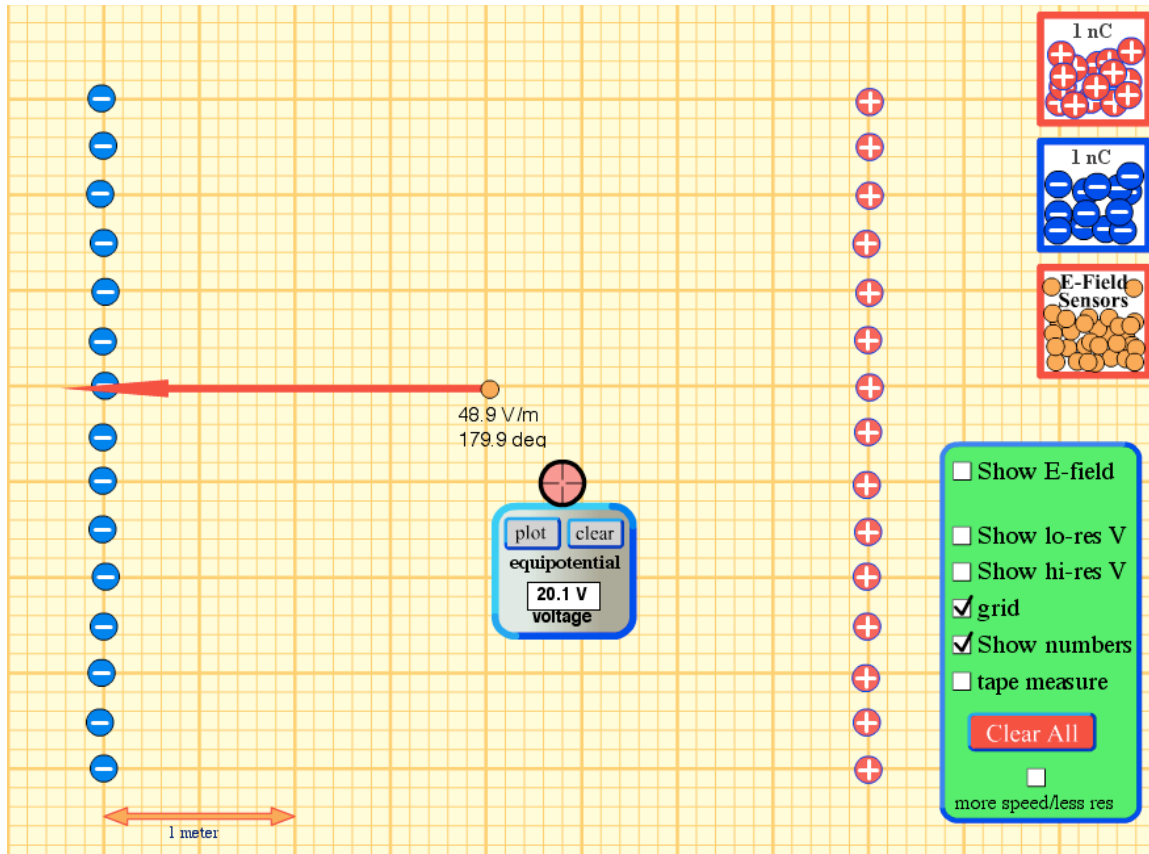 1 nC
1 nC
E-Field
Sensors
48.9 V/m
179.9 deg
plot
clear
equipotential
20.1 V
voltage
Show E-field
Show lo-res V
Show hi-res V
grid
Show numbers
tape measure
Clear All
more speed/less res
1 meter